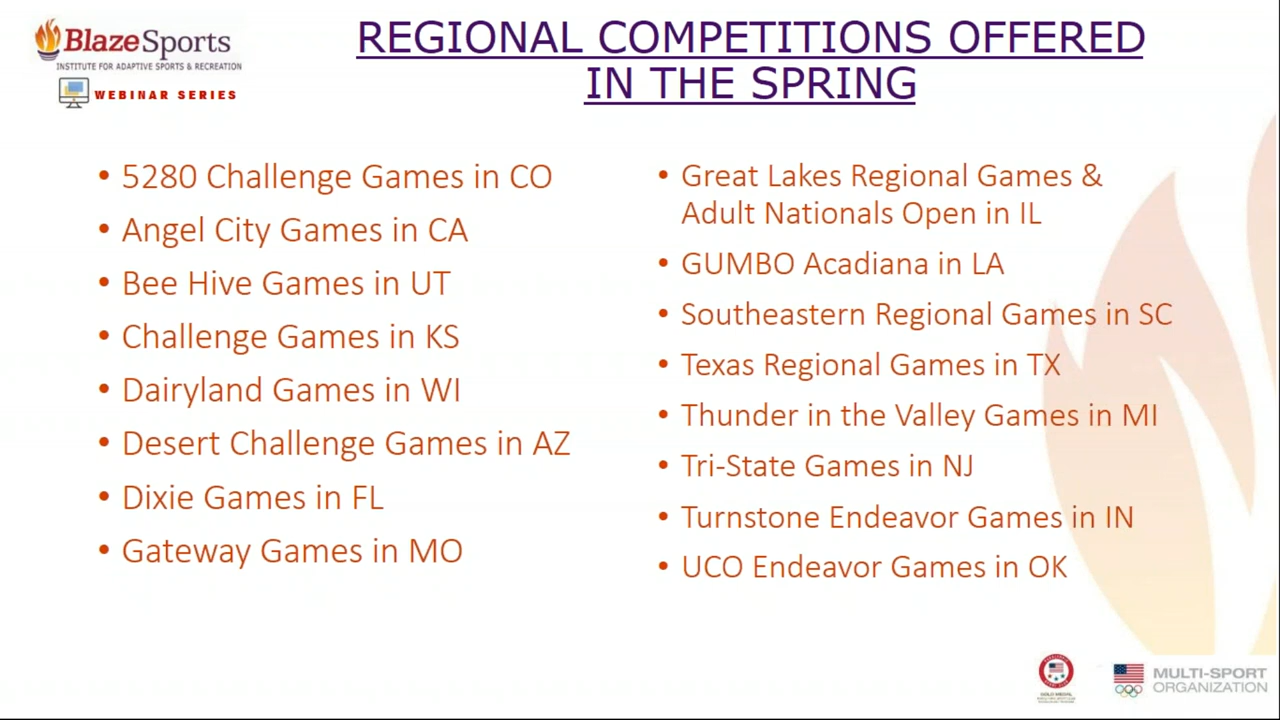 BlazeSports
INSTITUTE FOR ADAPTIVE SPORTS & RECREATION
WEBINAR SERIES
REGIONAL COMPETITIONS OFFERED
IN THE SPRING
• 5280 Challenge Games in CO
• Angel City Games in CA
• Bee Hive Games in UT
• Challenge Games in KS
• Dairyland Games in WI
• Desert Challenge Games in AZ
• Dixie Games in FL
• Gateway Games in MO
• Great Lakes Regional Games &
Adult Nationals Open in IL
• GUMBO Acadiana in LA
• Southeastern Regional Games in SC
• Texas Regional Games in TX
• Thunder in the Valley Games in MI
• Tri-State Games in NJ
• Turnstone Endeavor Games in IN
• UCO Endeavor Games in OK
GOLD MEDAL
MULTI-SPORT
ORGANIZATION